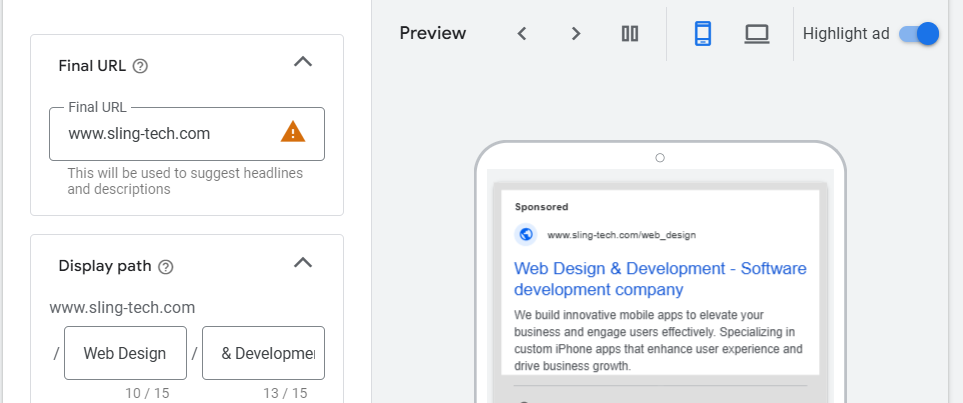 Final URL
Final URL
www.sling-tech.com
This will be used to suggest headlines
and descriptions
Display path
www.sling-tech.com
/ Web Design / & Developme
10 / 15 13 / 15
Preview
Highlight ad
Sponsored
www.sling-tech.com/web_design
Web Design & Development - Software
development company
We build innovative mobile apps to elevate your
business and engage users effectively. Specializing in
custom iPhone apps that enhance user experience and
drive business growth.